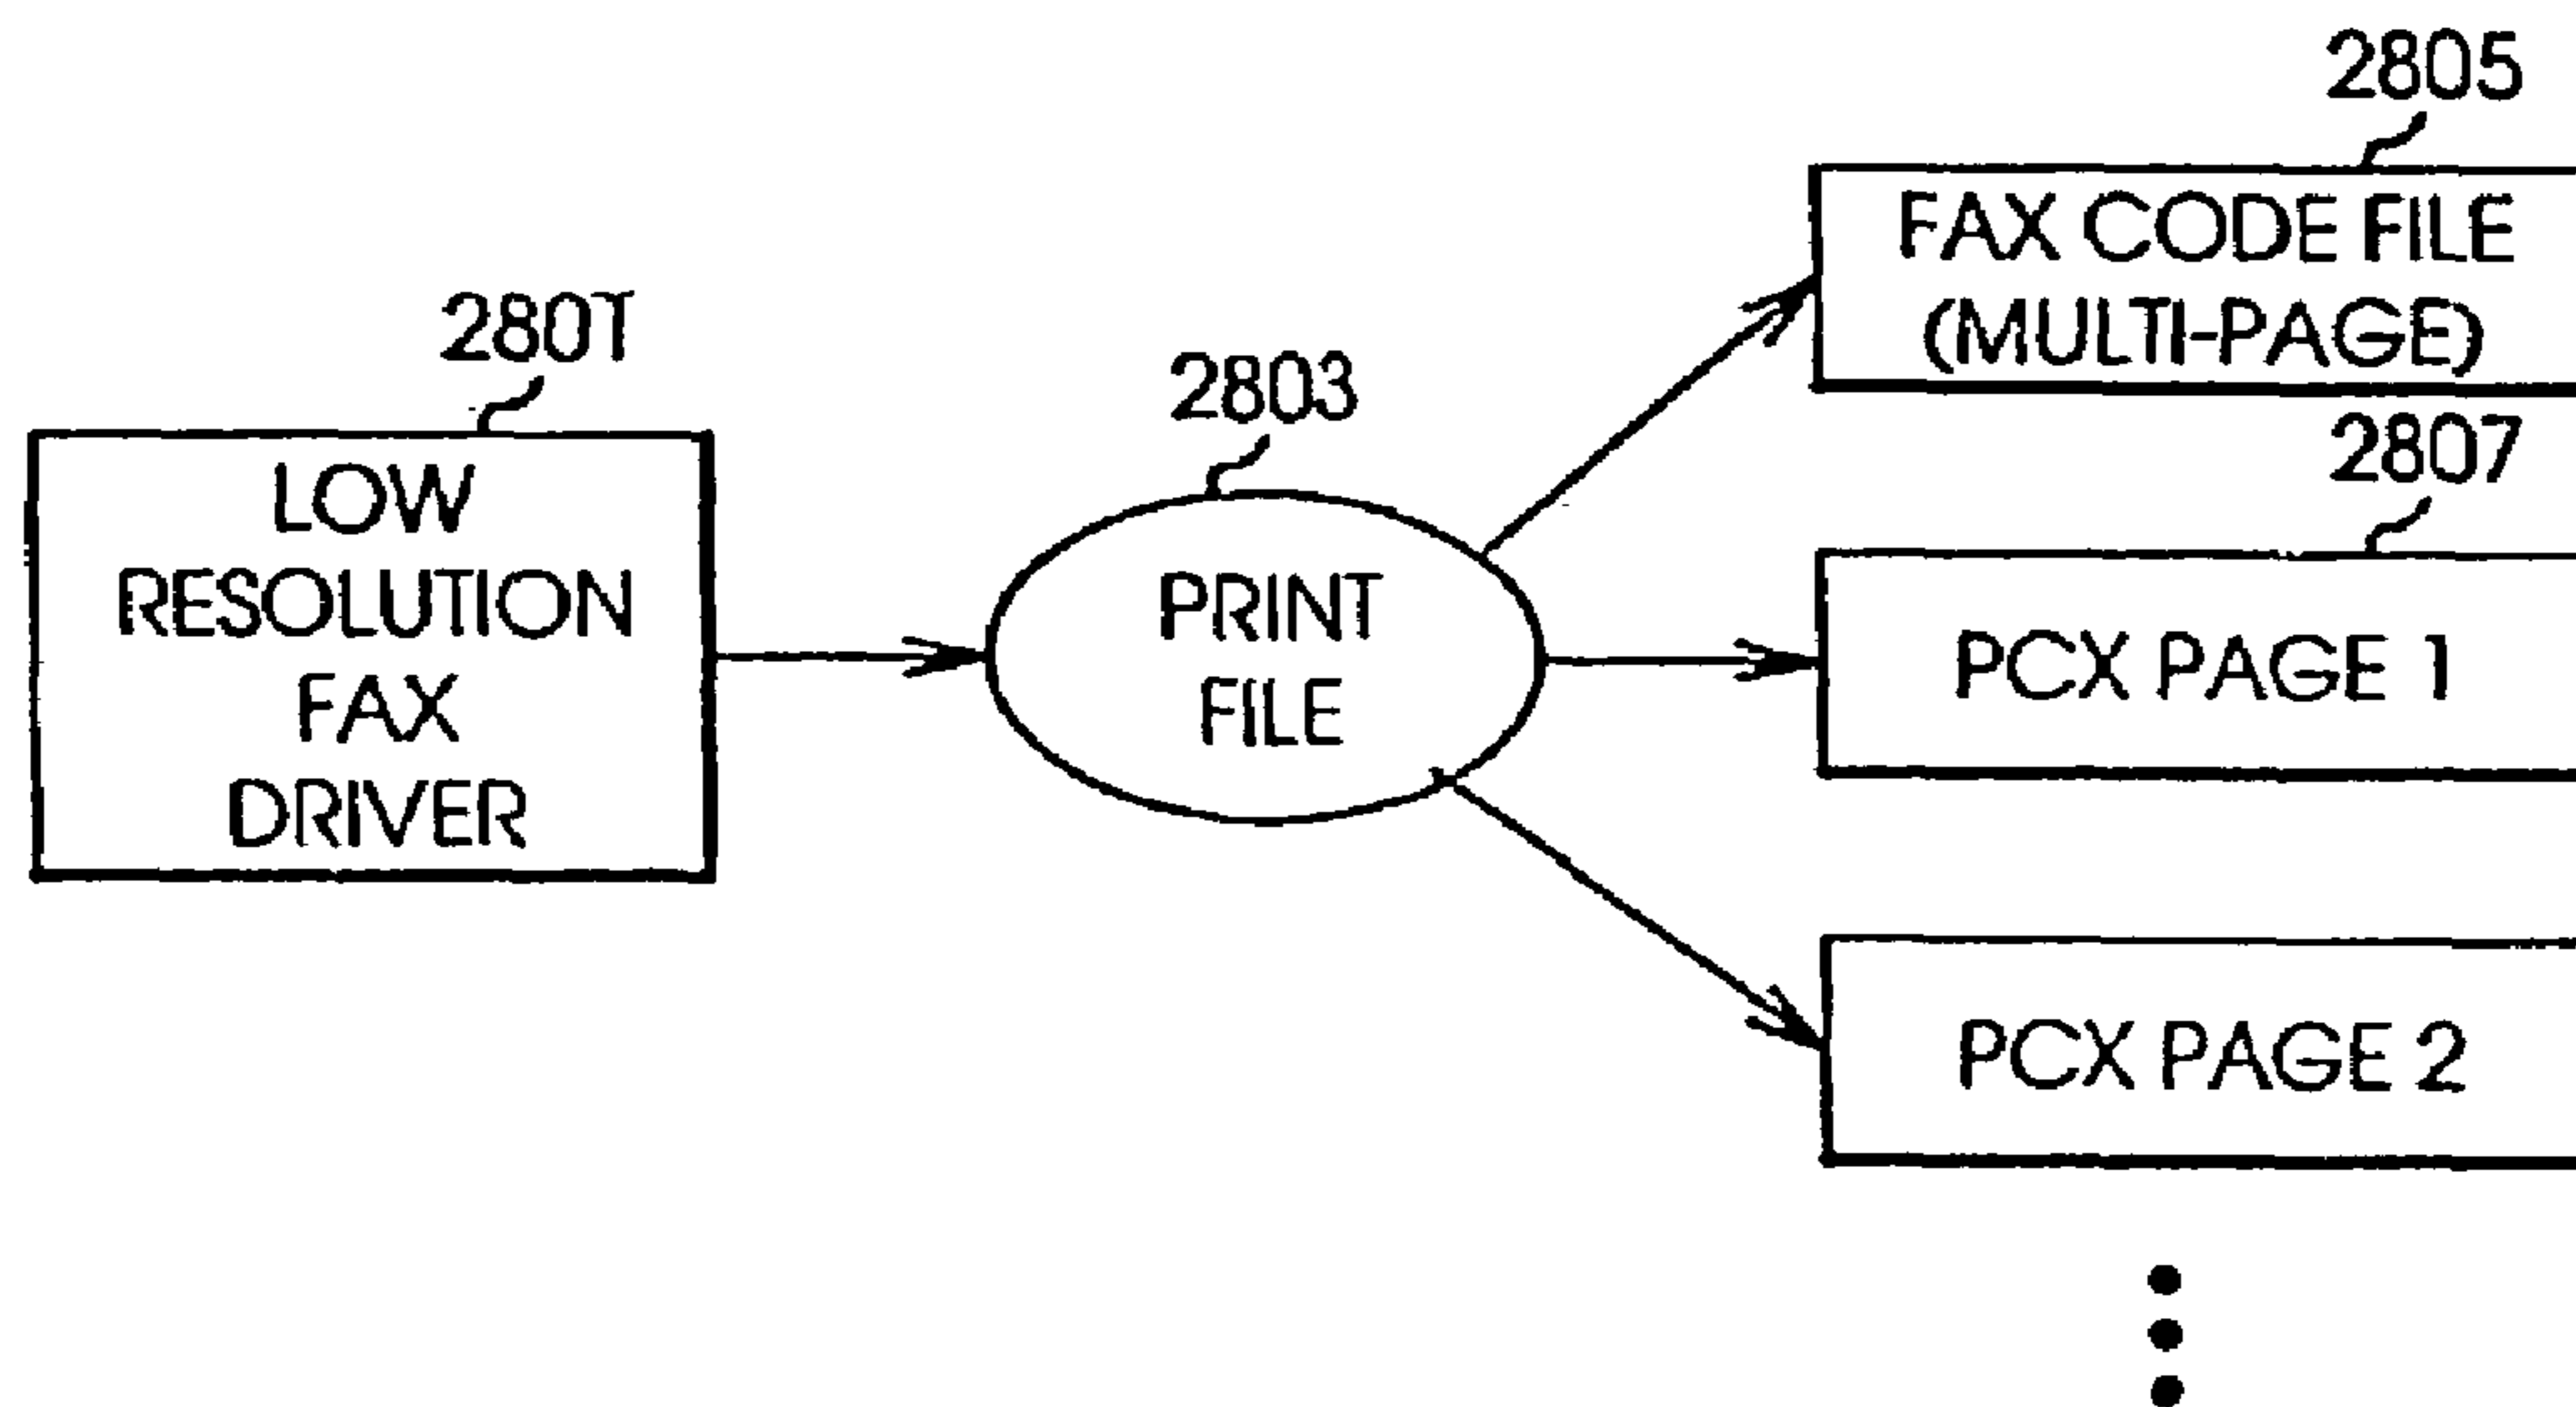 2801
LOW
RESOLUTION
FAX
DRIVER
2803
PRINT
FILE
2805
FAX CODE FILE
(MULTI-PAGE)
2807
PCX PAGE 1
PCX PAGE 2